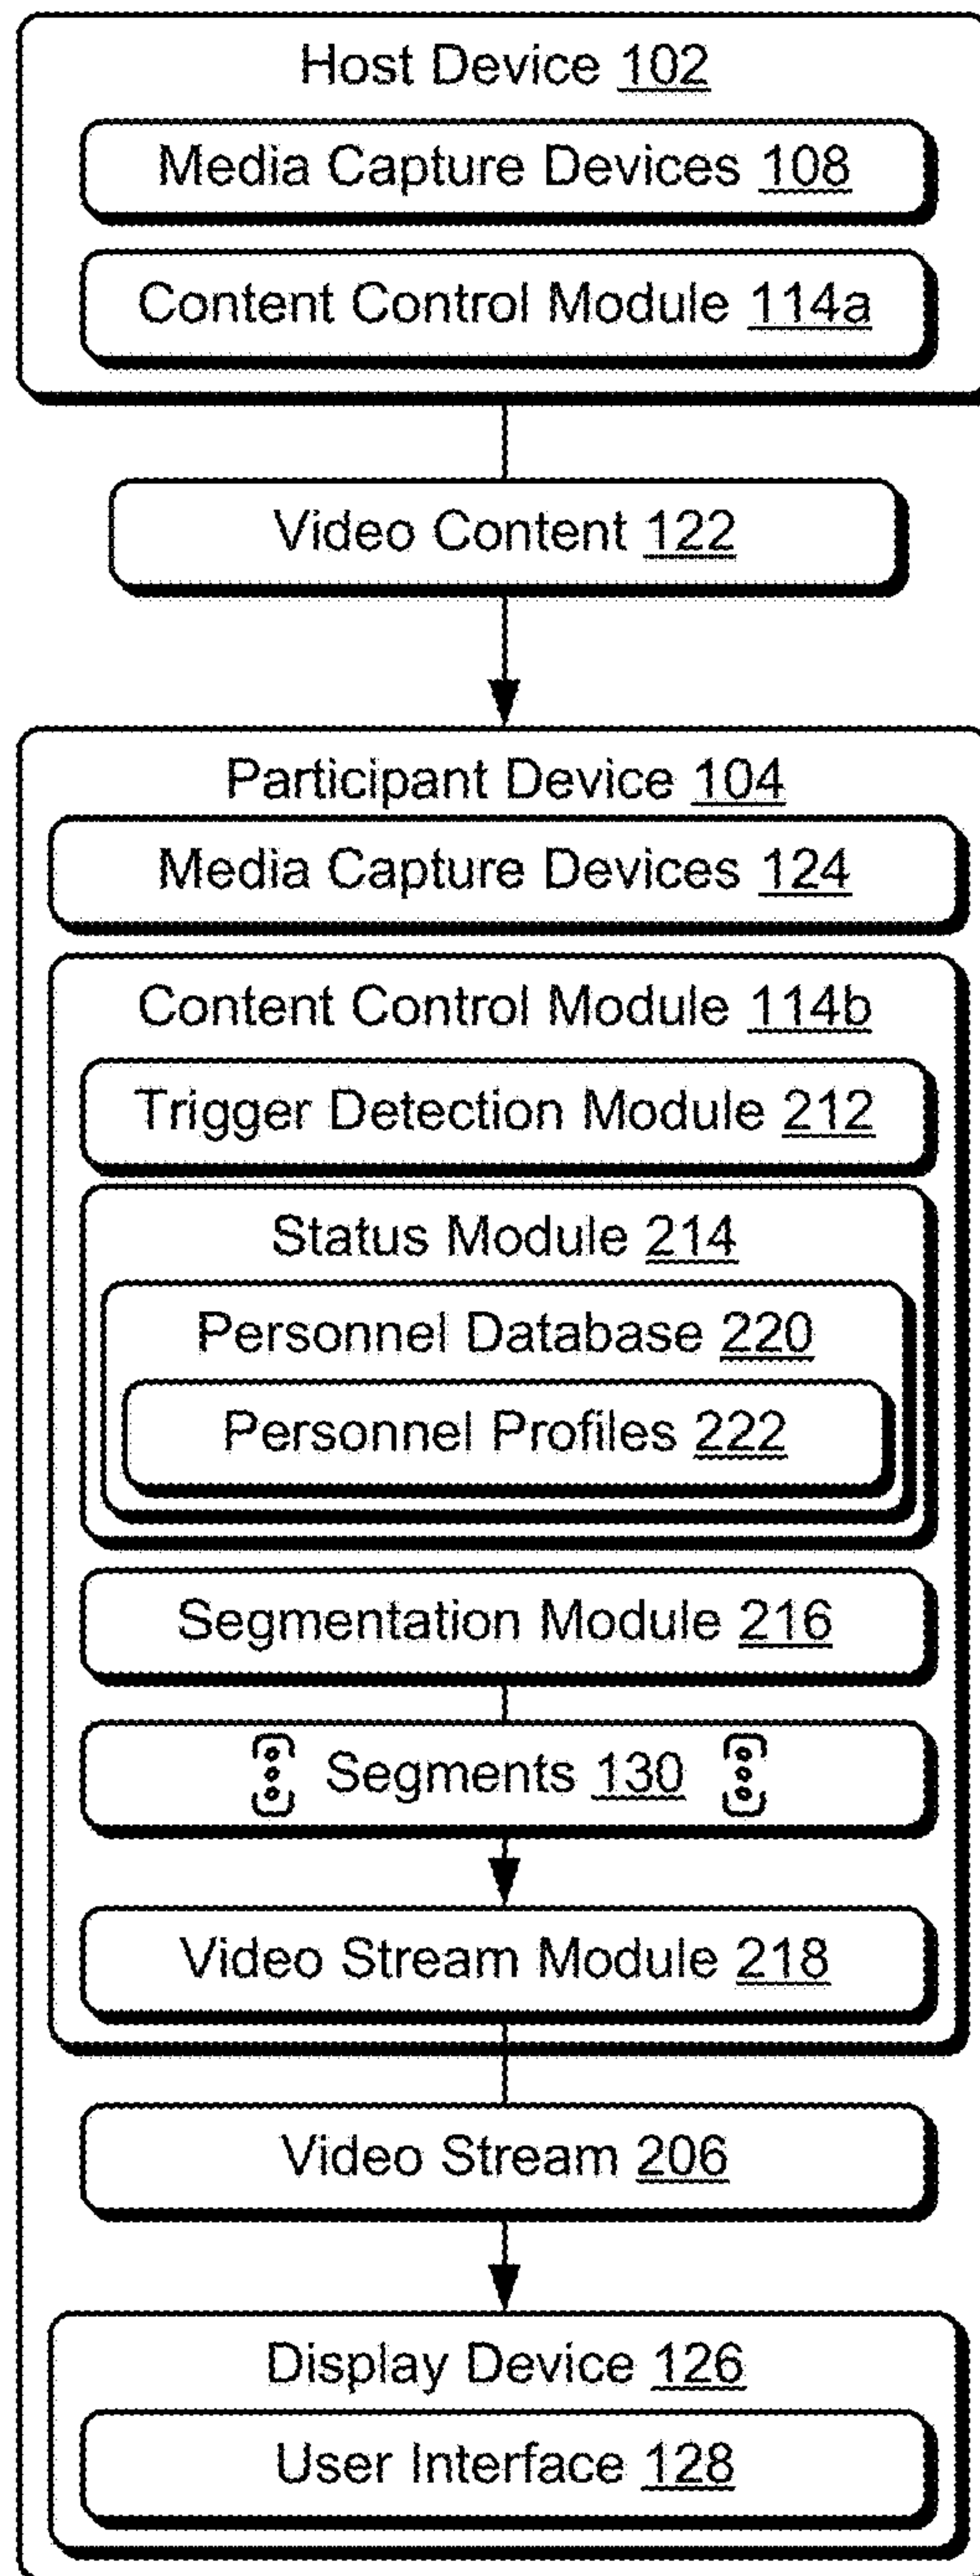 Host Device 102
Media Capture Devices 108
Content Control Module 114a
Video Content 122
Participant Device 104
Media Capture Devices 124
Content Control Module 114b
Trigger Detection Module 212
Status Module 214
Personnel Database 220
Personnel Profiles 222
Segmentation Module 216
Segments 130
Video Stream Module 218
Video Stream 206
Display Device 126
User Interface 128